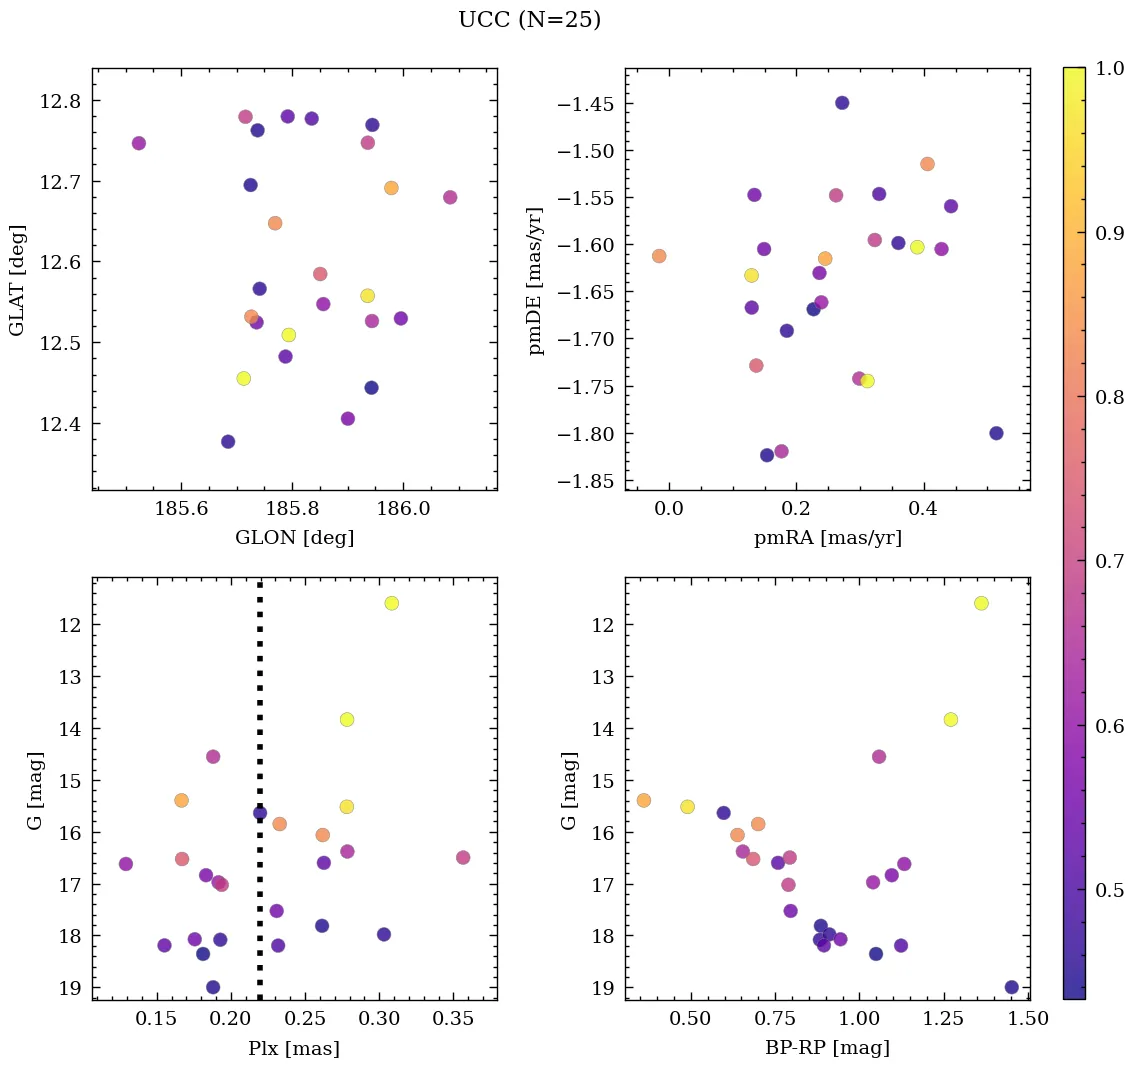 UCC (N=25)
12.8
12.7
12.6
12.5
12.4
GLAT [deg]
185.6 185.8 186.0
GLON [deg]
−1.45
−1.50
−1.55
−1.60
−1.65
−1.70
−1.75
−1.80
−1.85
pmDE [mas/yr]
0.0 0.2 0.4
pmRA [mas/yr]
12
13
14
15
16
17
18
19
G [mag]
0.15 0.20 0.25 0.30 0.35
Plx [mas]
12
13
14
15
16
17
18
19
G [mag]
0.50 0.75 1.00 1.25 1.50
BP-RP [mag]
1.0
0.9
0.8
0.7
0.6
0.5